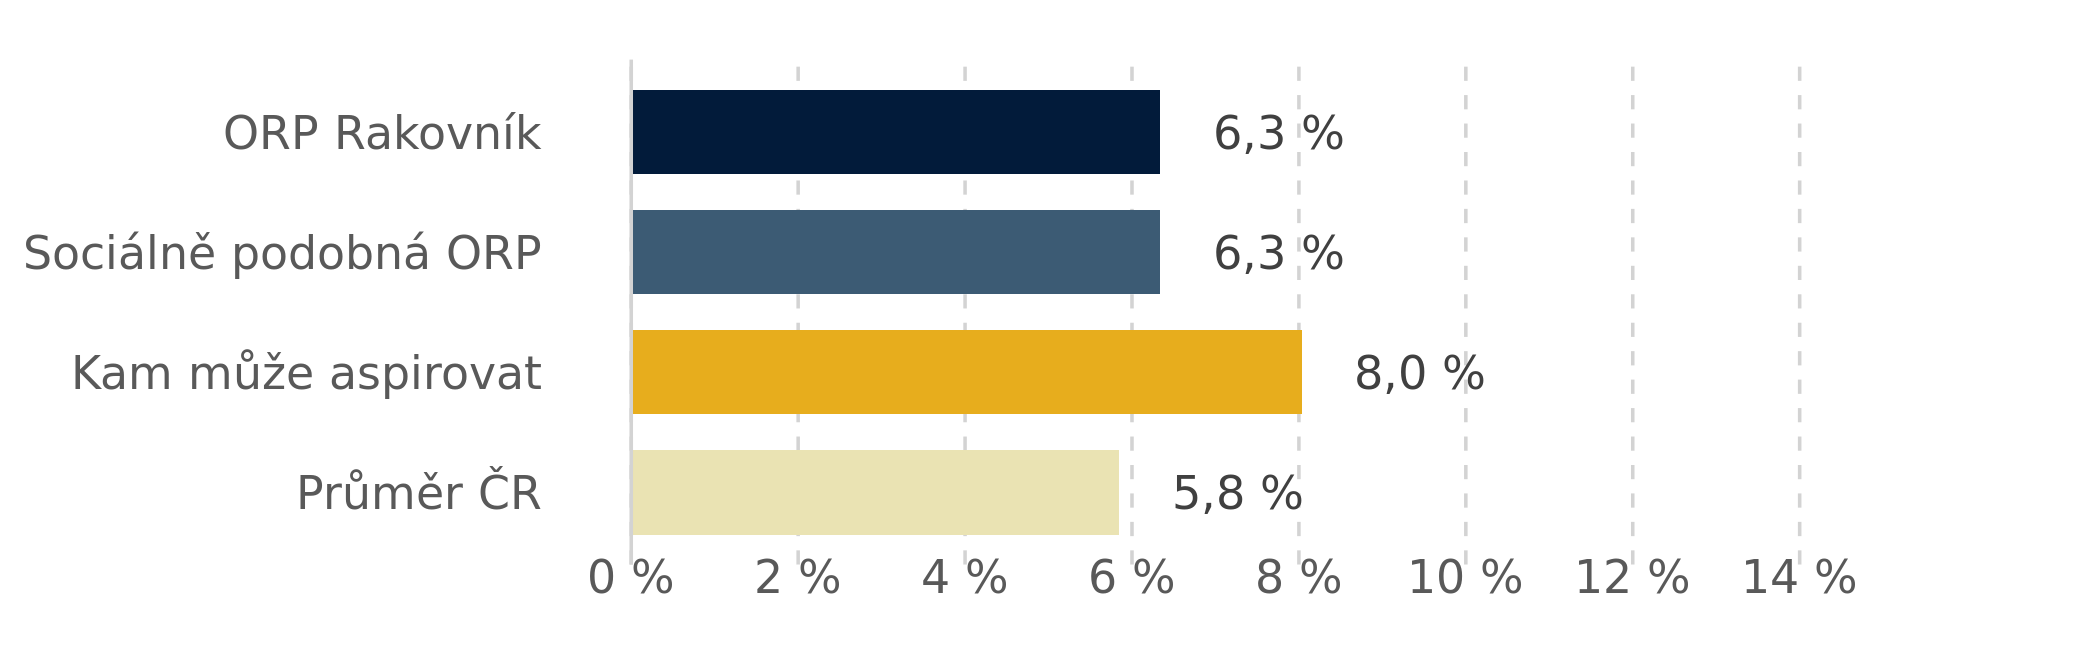 ORP Rakovník 6,3 %
Sociálně podobná ORP 6,3 %
Kam může aspirovat 8,0 %
Průměr ČR 5,8 %
0 % 2 % 4 % 6 % 8 % 10 % 12 % 14 %